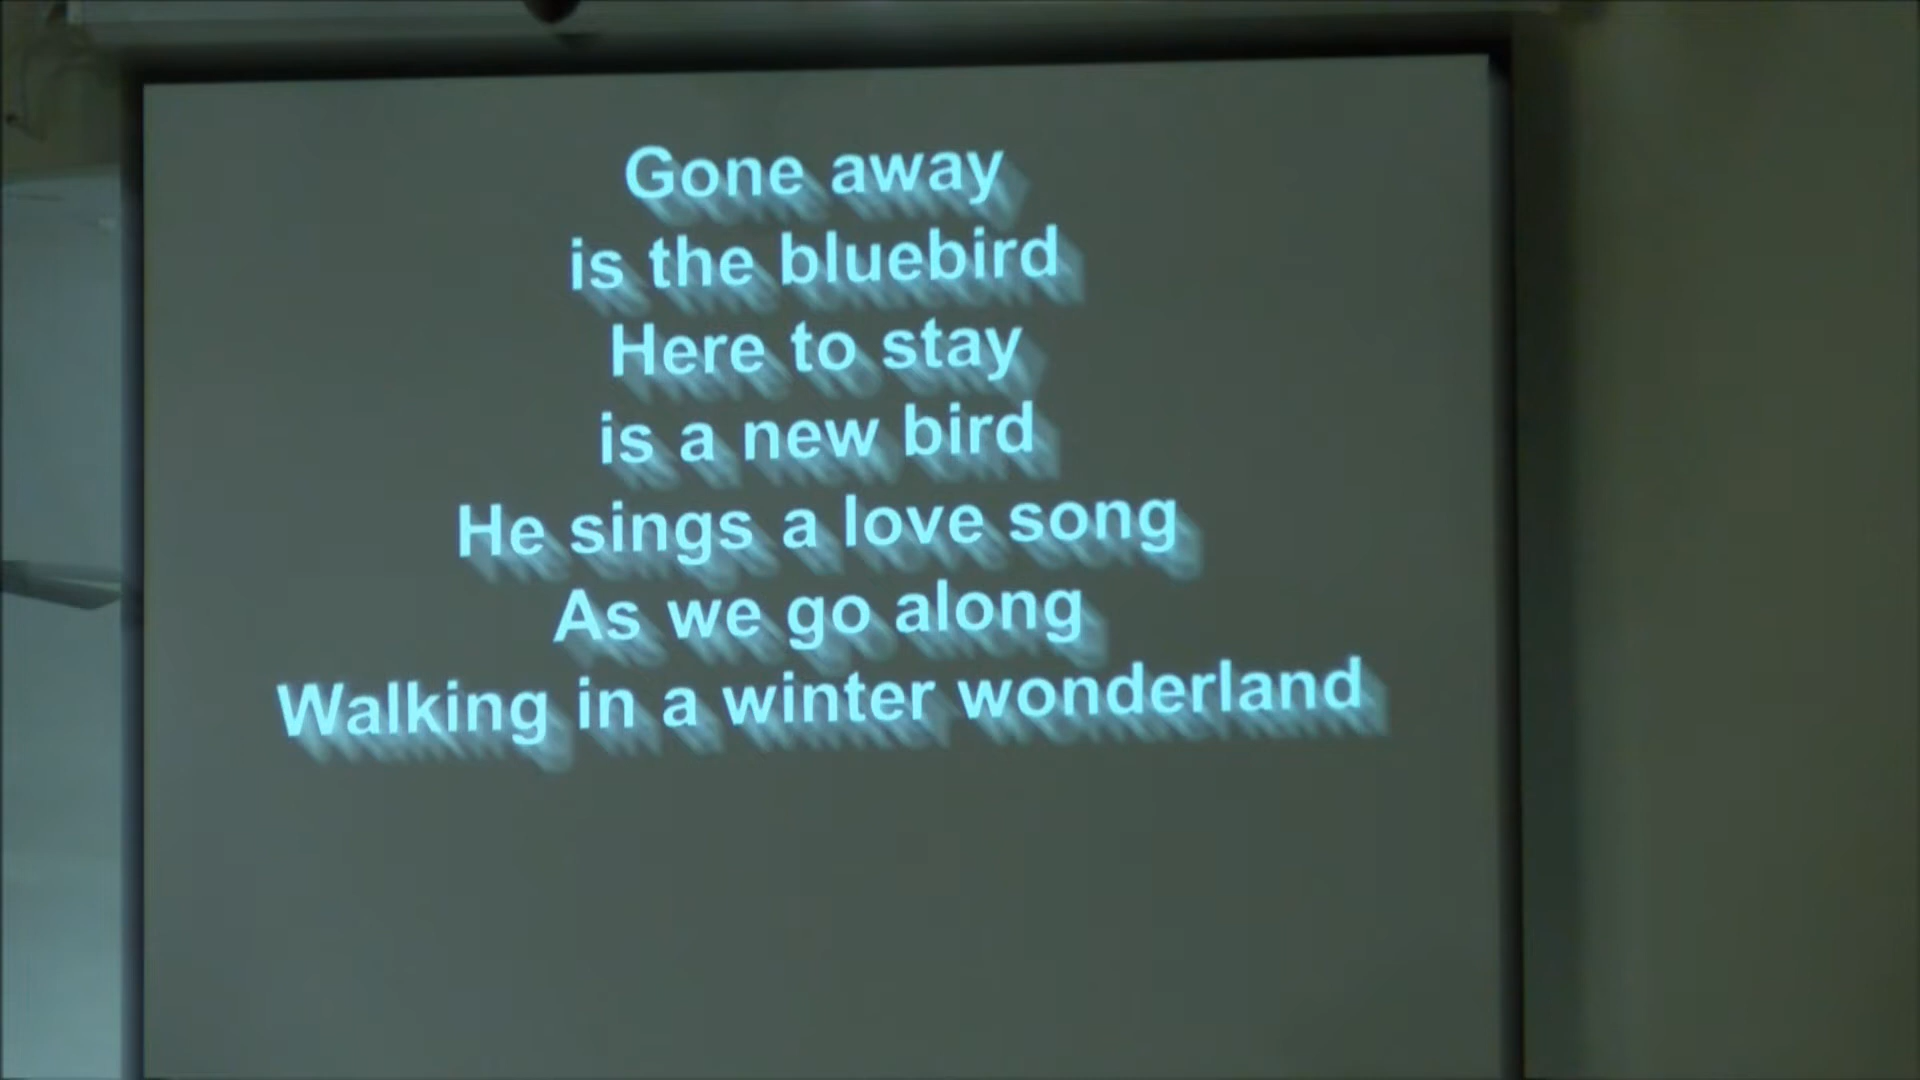 Gone away
is the bluebird
Here to stay
is a new bird
He sings a love song
As we go along
Walking in a winter wonderland